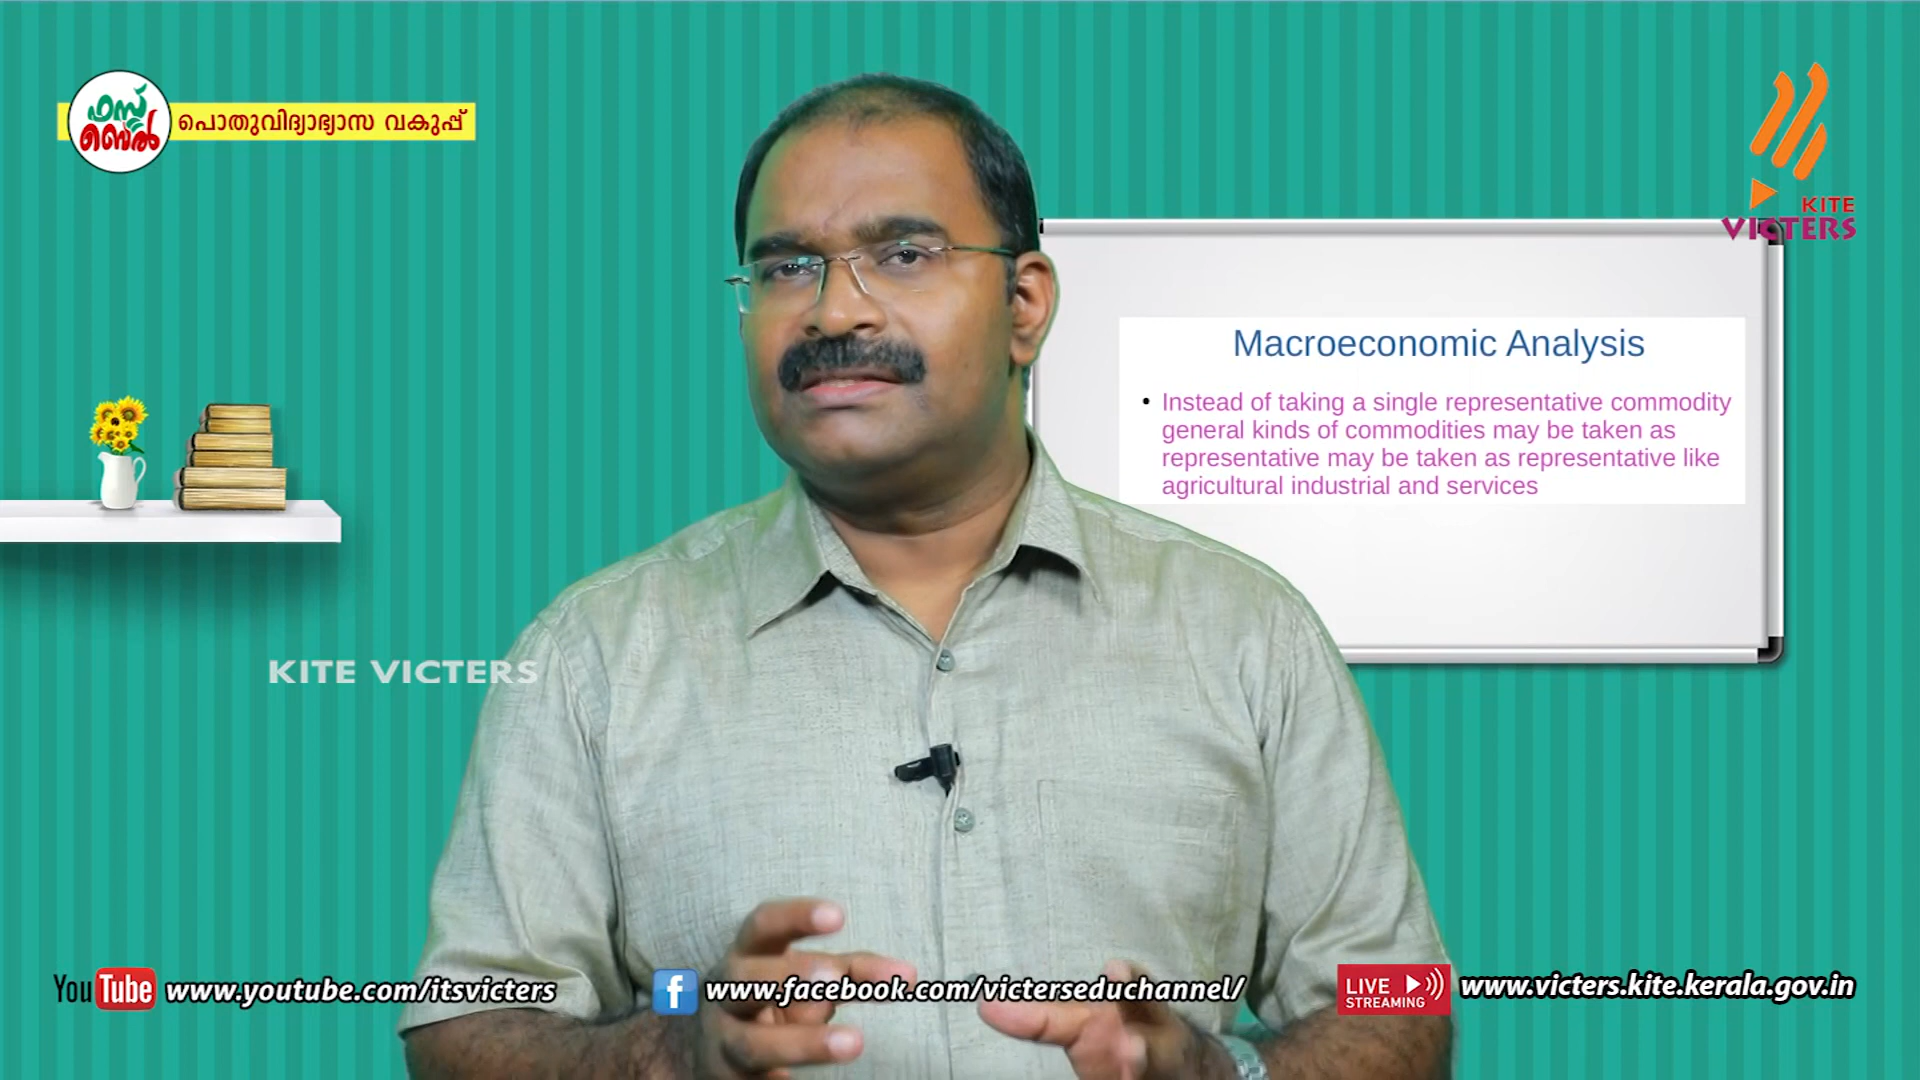 ഫസ്റ്റ്
ബെൽ
പൊതുവിദ്യാഭ്യാസ വകുപ്പ്
KITE
VICTERS
Macroeconomic Analysis
• Instead of taking a single representative commodity
general kinds of commodities may be taken as
representative may be taken as representative like
agricultural industrial and services
KITE VICTERS
YouTube www.youtube.com/itsvicters
f www.facebook.com/victerseduchannel/
LIVE
STREAMING
www.victers.kite.kerala.gov.in